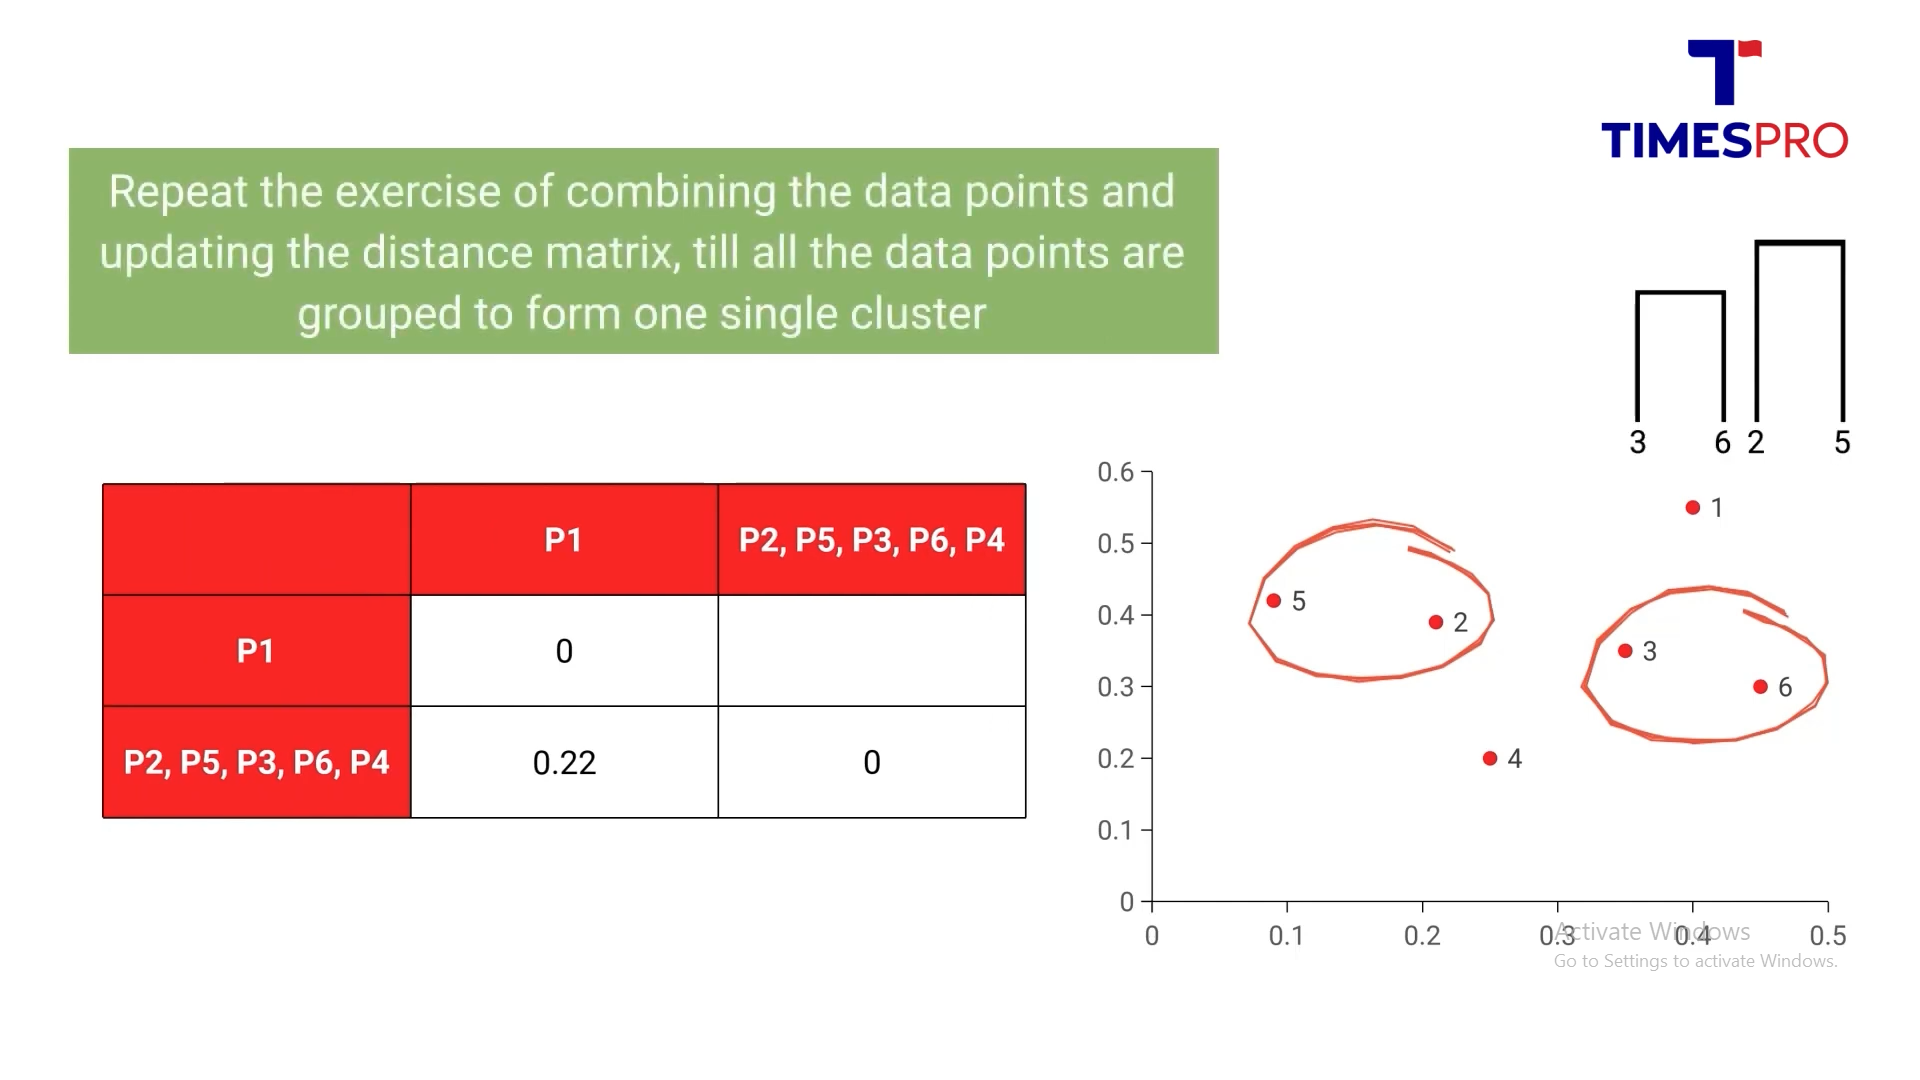 TIMESPRO
Repeat the exercise of combining the data points and
updating the distance matrix, till all the data points are
grouped to form one single cluster
3 6 2 5
P1 P2, P5, P3, P6, P4
P1 0
P2, P5, P3, P6, P4 0.22 0
0.6
0.5
0.4
0.3
0.2
0.1
0
1
5
2
3
6
4
0 0.1 0.2 0.3 0.4 0.5
Activate Windows
Go to Settings to activate Windows.